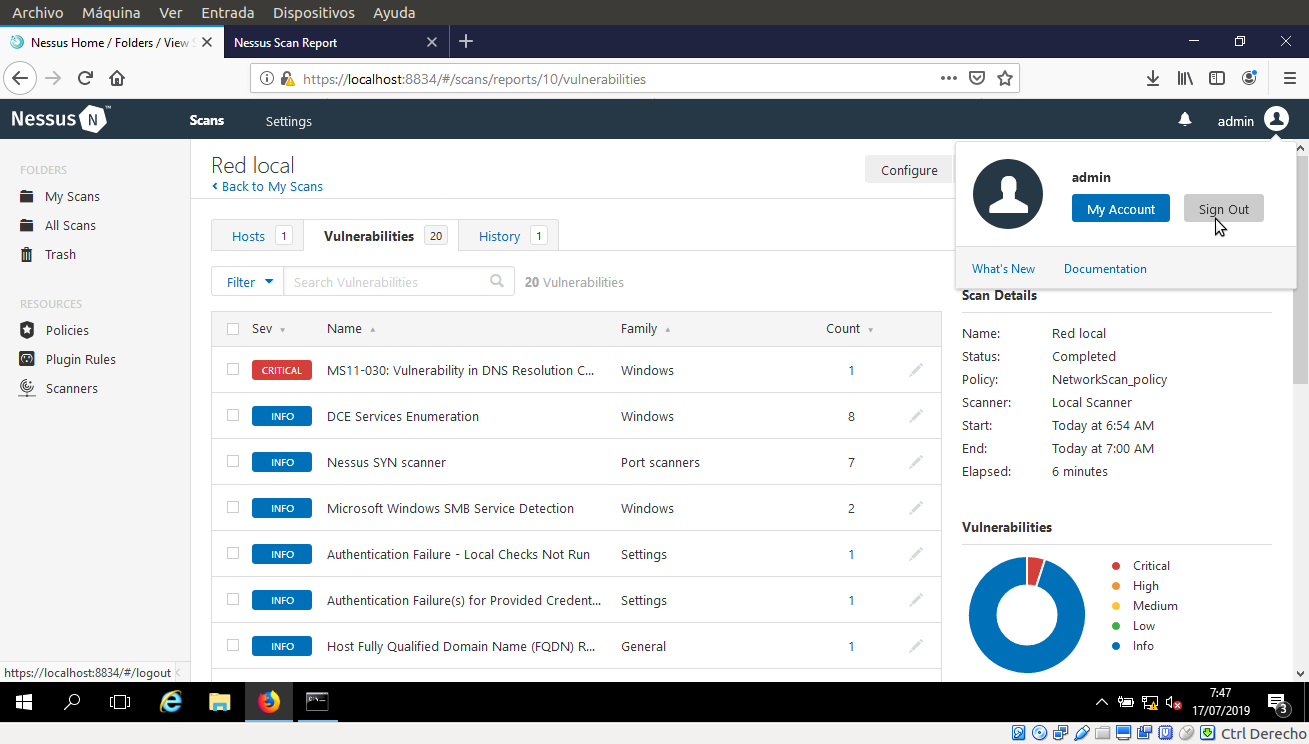 Archivo Máquina Ver Entrada Dispositivos Ayuda
Nessus Home / Folders / View S
Nessus Scan Report
https://localhost:8834/#/scans/reports/10/vulnerabilities
Nessus N ™
Scans
Settings
admin
FOLDERS
My Scans
All Scans
Trash
RESOURCES
Policies
Plugin Rules
Scanners
Red local
Back to My Scans
Configure
admin
My Account
Sign Out
What's New
Documentation
Hosts 1
Vulnerabilities 20
History 1
Filter
Search Vulnerabilities
20 Vulnerabilities
Sev Name Family Count
CRITICAL MS11-030: Vulnerability in DNS Resolution C... Windows 1
INFO DCE Services Enumeration Windows 8
INFO Nessus SYN scanner Port scanners 7
INFO Microsoft Windows SMB Service Detection Windows 2
INFO Authentication Failure - Local Checks Not Run Settings 1
INFO Authentication Failure(s) for Provided Credent... Settings 1
INFO Host Fully Qualified Domain Name (FQDN) R... General 1
Scan Details
Name: Red local
Status: Completed
Policy: NetworkScan_policy
Scanner: Local Scanner
Start: Today at 6:54 AM
End: Today at 7:00 AM
Elapsed: 6 minutes
Vulnerabilities
Critical
High
Medium
Low
Info
https://localhost:8834/#/logout
7:47
17/07/2019
3
Ctrl Derecho